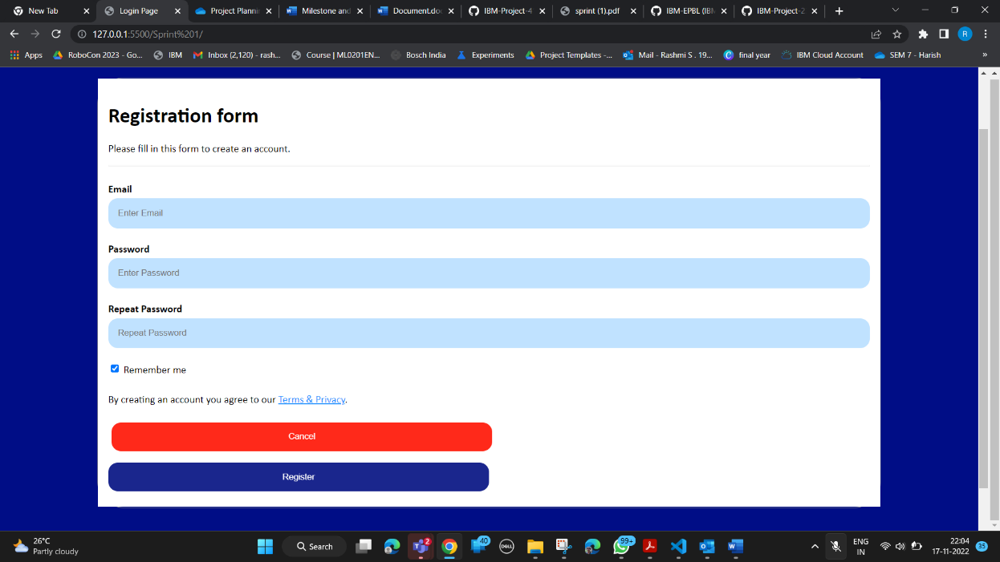 New Tab
Login Page
Project Plannin
Milestone and
Document.doc
IBM-Project-4
sprint (1).pdf
IBM-EPBL (IBM
IBM-Project-2
127.0.0.1:5500/Sprint%201/
R
Apps
RoboCon 2023 - Go...
IBM
Inbox (2,120) - rash...
Course | ML0201EN...
Bosch India
Experiments
Project Templates -...
Mail - Rashmi S . 19...
final year
IBM Cloud Account
SEM 7 - Harish
»
Registration form
Please fill in this form to create an account.
Email
Enter Email
Password
Enter Password
Repeat Password
Repeat Password
Remember me
By creating an account you agree to our Terms & Privacy.
Cancel
Register
26°C
Partly cloudy
Search
2
40
DELL
99+
ENG
IN
22:04
17-11-2022
35